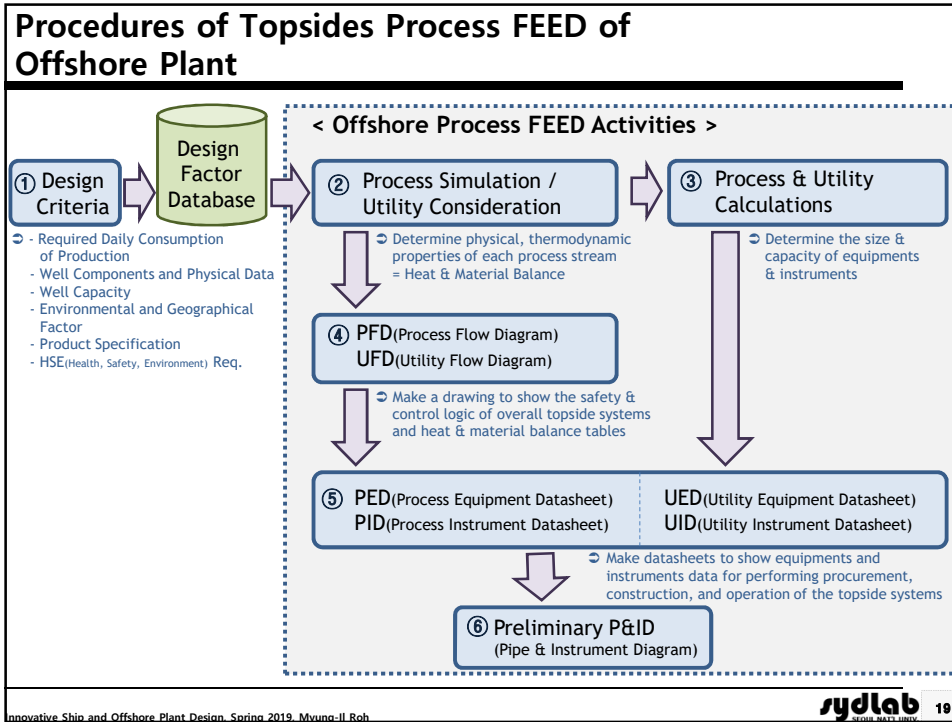 Procedures of Topsides Process FEED of
Offshore Plant
< Offshore Process FEED Activities >
Design
Factor
Database
① Design
Criteria
② Process Simulation /
Utility Consideration
③ Process & Utility
Calculations
➲ - Required Daily Consumption
of Production
- Well Components and Physical Data
- Well Capacity
- Environmental and Geographical
Factor
- Product Specification
- HSE(Health, Safety, Environment) Req.
➲ Determine physical, thermodynamic
properties of each process stream
= Heat & Material Balance
➲ Determine the size &
capacity of equipments
& instruments
④ PFD(Process Flow Diagram)
UFD(Utility Flow Diagram)
➲ Make a drawing to show the safety &
control logic of overall topside systems
and heat & material balance tables
⑤ PED(Process Equipment Datasheet)
PID(Process Instrument Datasheet)
UED(Utility Equipment Datasheet)
UID(Utility Instrument Datasheet)
➲ Make datasheets to show equipments and
instruments data for performing procurement,
construction, and operation of the topside systems
⑥ Preliminary P&ID
(Pipe & Instrument Diagram)
nnovative Ship and Offshore Plant Design, Spring 2019, Myung-Il Roh
sydlab
SEOUL NAT'L UNIV.
19